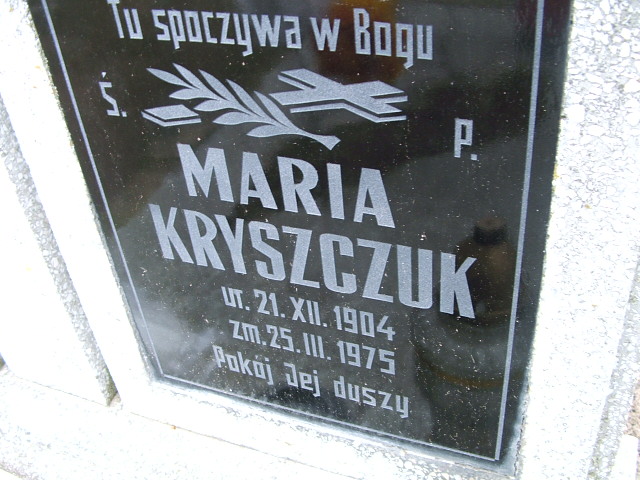 Tu spoczywa w Bogu
Ś. P.
MARIA
KRYSZCZUK
ur. 21. XII. 1904
zm. 25. III. 1975
Pokój Jej duszy